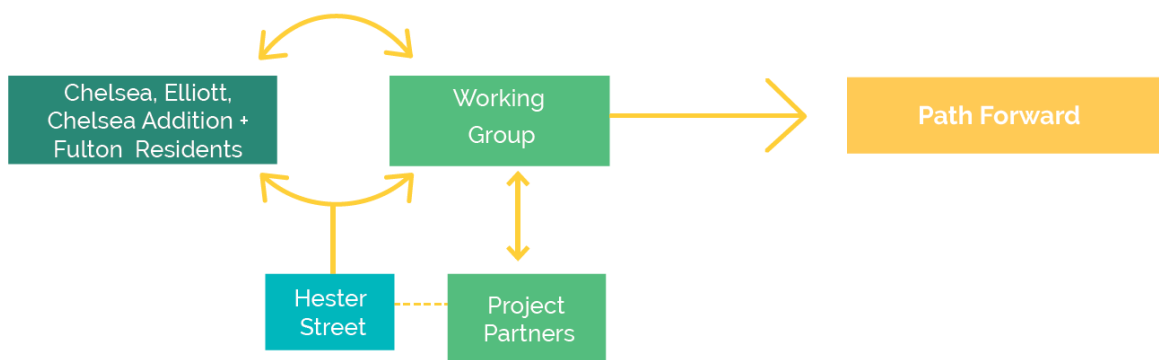 Chelsea, Elliott,
Chelsea Addition +
Fulton Residents
Working
Group
Path Forward
Hester
Street
Project
Partners